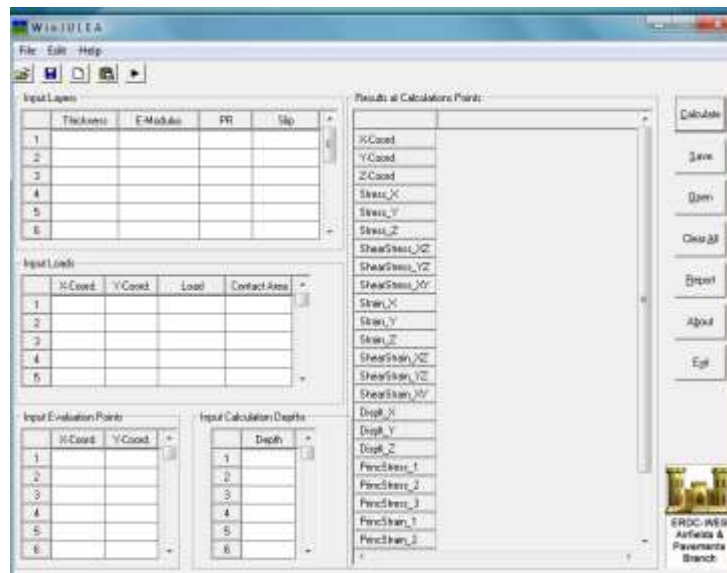 WinJULEA
File Edit Help
Input Layers
Thickness E-Modulus PR Slip
1
2
3
4
5
6
Input Loads
X-Coord. Y-Coord. Load Contact Area
1
2
3
4
5
Input Evaluation Points
X-Coord. Y-Coord.
1
2
3
4
5
6
Input Calculation Depths
Depth
1
2
3
4
5
6
Results at Calculations Points
X-Coord
Y-Coord
Z-Coord
Stress_X
Stress_Y
Stress_Z
ShearStress_XZ
ShearStress_YZ
ShearStress_XY
Strain_X
Strain_Y
Strain_Z
ShearStrain_XZ
ShearStrain_YZ
ShearStrain_XY
Displt_X
Displt_Y
Displt_Z
PrincStress_1
PrincStress_2
PrincStress_3
PrincStrain_1
PrincStrain_2
Calculate
Save
Open
Clear All
Report
About
Exit
ERDC-WES
Airfields &
Pavements
Branch